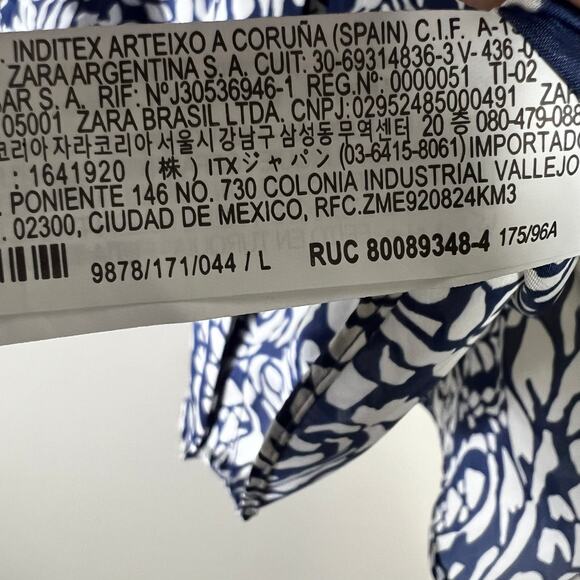 INDITEX ARTEIXO A CORUÑA (SPAIN) C.I.F.
ZARA ARGENTINA S. A. CUIT: 30-69314836-3 V- 436
S. A. RIF: NºJ30536946-1 REG.Nº: 0000051 TI-02
05001 ZARA BRASIL LTDA. CNPJ:02952485000491
코리아 자라코리아 서울시 강남구 삼성동 무역센터 20 층 080-479-088
: 1641920 (株) ITXジャパン (03-6415-8061) IMPORTADO
PONIENTE 146 NO. 730 COLONIA INDUSTRIAL VALLEJO
02300, CIUDAD DE MEXICO, RFC.ZME920824KM3
9878/171/044 / L RUC 80089348-4 175/96A